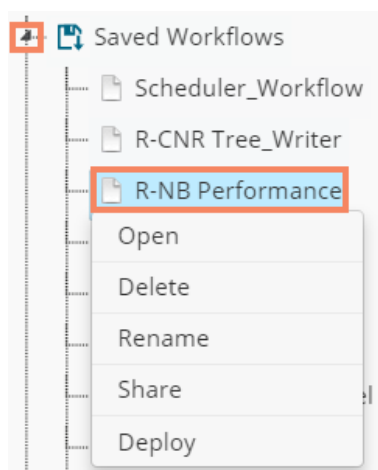 Saved Workflows
Scheduler_Workflow
R-CNR Tree_Writer
R-NB Performance
Open
Delete
Rename
Share
Deploy